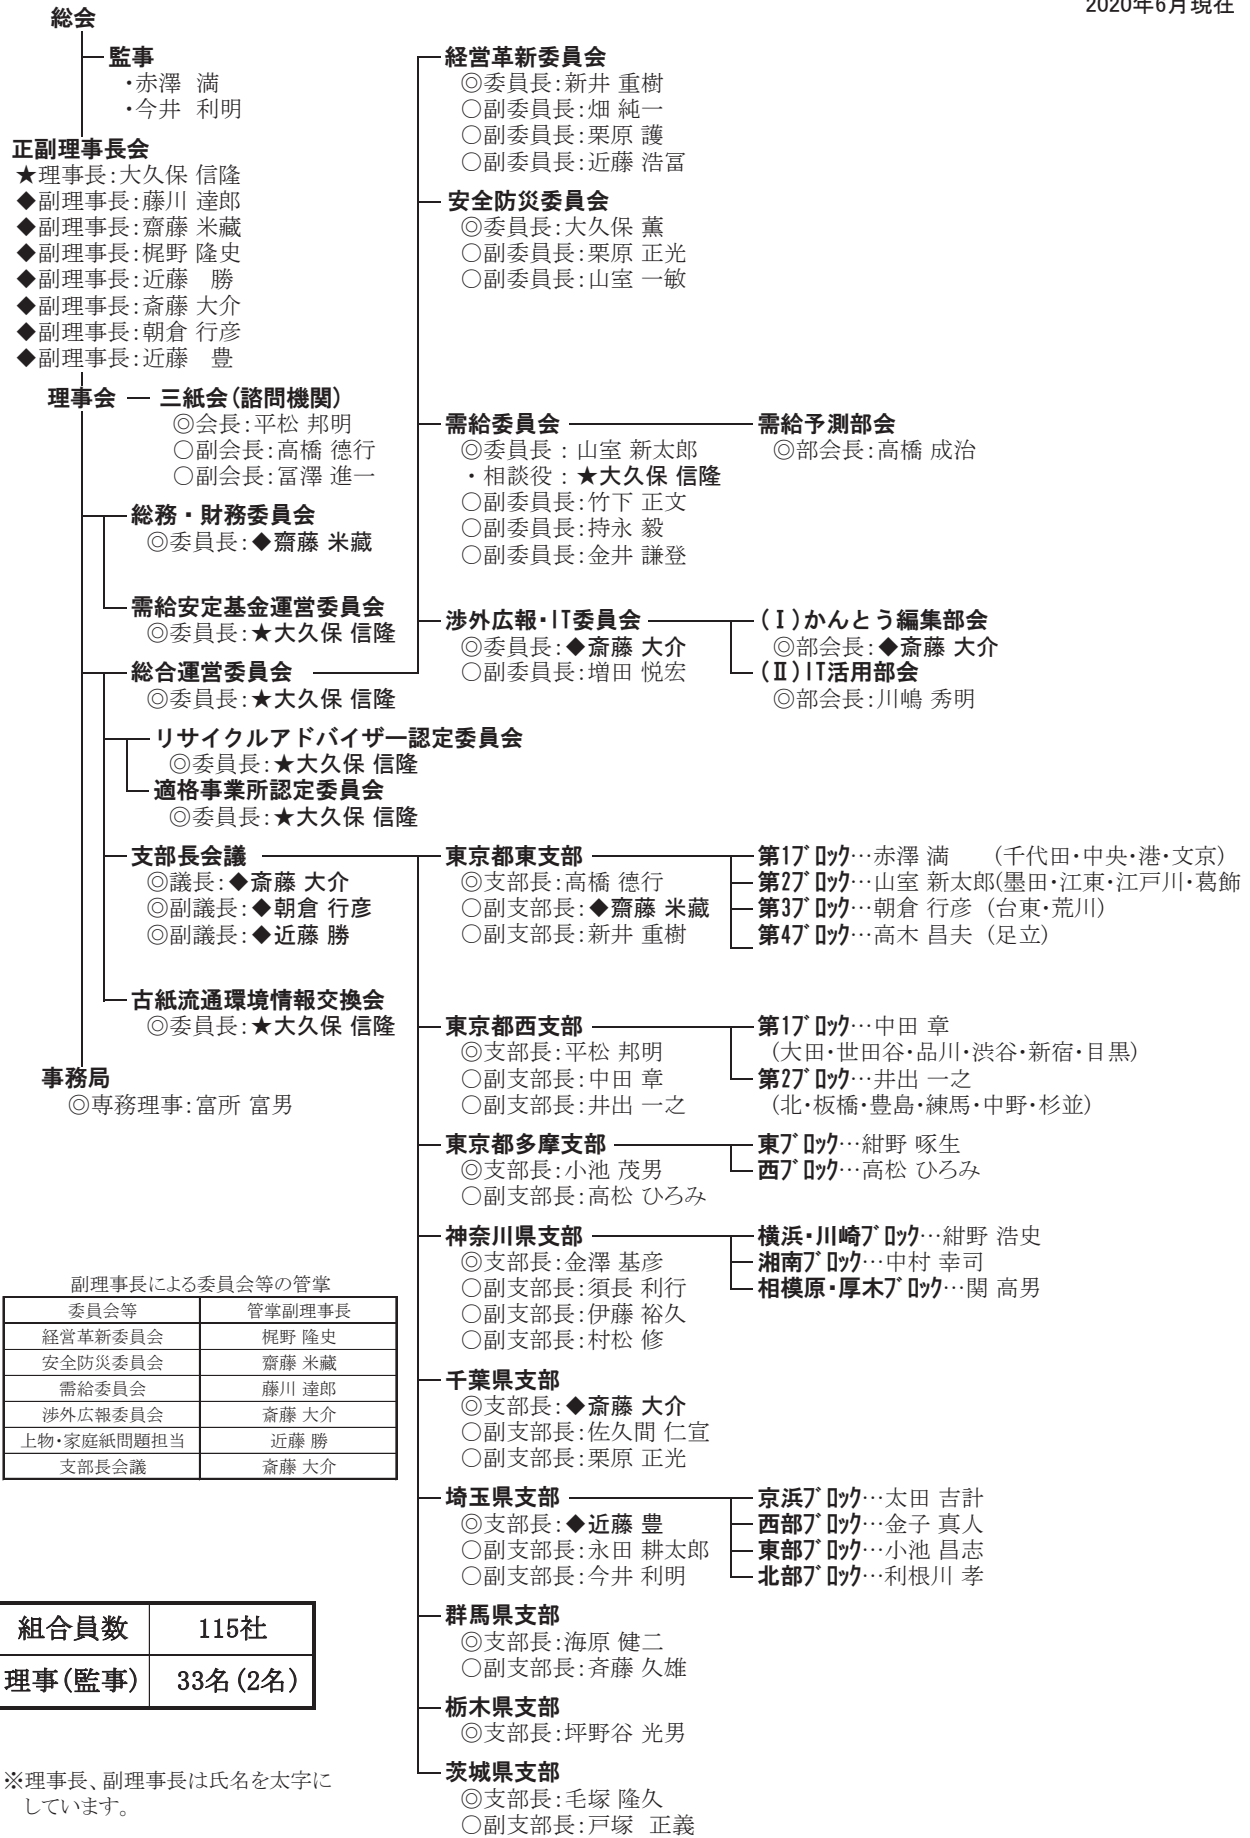 2020年6月現在
総会
監事
・赤澤 満
・今井 利明
正副理事長会
★理事長:大久保 信隆
◆副理事長:藤川 達郎
◆副理事長:齋藤 米藏
◆副理事長:梶野 隆史
◆副理事長:近藤 勝
◆副理事長:斎藤 大介
◆副理事長:朝倉 行彦
◆副理事長:近藤 豊
理事会
三紙会(諮問機関)
◎会長:平松 邦明
○副会長:高橋 徳行
○副会長:冨澤 進一
総務・財務委員会
◎委員長:◆齋藤 米藏
需給安定基金運営委員会
◎委員長:★大久保 信隆
総合運営委員会
◎委員長:★大久保 信隆
リサイクルアドバイザー認定委員会
◎委員長:★大久保 信隆
適格事業所認定委員会
◎委員長:★大久保 信隆
支部長会議
◎議長:◆斎藤 大介
◎副議長:◆朝倉 行彦
◎副議長:◆近藤 勝
古紙流通環境情報交換会
◎委員長:★大久保 信隆
事務局
◎専務理事:富所 富男
経営革新委員会
◎委員長:新井 重樹
○副委員長:畑 純一
○副委員長:栗原 護
○副委員長:近藤 浩冨
安全防災委員会
◎委員長:大久保 薫
○副委員長:栗原 正光
○副委員長:山室 一敏
需給委員会
◎委員長：山室 新太郎
・相談役：★大久保 信隆
○副委員長:竹下 正文
○副委員長:持永 毅
○副委員長:金井 謙登
需給予測部会
◎部会長:高橋 成治
渉外広報・IT委員会
◎委員長:◆斎藤 大介
○副委員長:増田 悦宏
(Ⅰ)かんとう編集部会
◎部会長:◆斎藤 大介
(Ⅱ)IT活用部会
◎部会長:川嶋 秀明
東京都東支部
◎支部長:高橋 徳行
○副支部長:◆齋藤 米藏
○副支部長:新井 重樹
第1ブロック…赤澤 満 (千代田・中央・港・文京)
第2ブロック…山室 新太郎(墨田・江東・江戸川・葛飾
第3ブロック…朝倉 行彦 (台東・荒川)
第4ブロック…高木 昌夫 (足立)
東京都西支部
◎支部長:平松 邦明
○副支部長:中田 章
○副支部長:井出 一之
第1ブロック…中田 章
(大田・世田谷・品川・渋谷・新宿・目黒)
第2ブロック…井出 一之
(北・板橋・豊島・練馬・中野・杉並)
東京都多摩支部
◎支部長:小池 茂男
○副支部長:高松 ひろみ
東ブロック…紺野 啄生
西ブロック…高松 ひろみ
神奈川県支部
◎支部長:金澤 基彦
○副支部長:須長 利行
○副支部長:伊藤 裕久
○副支部長:村松 修
横浜・川崎ブロック…紺野 浩史
湘南ブロック…中村 幸司
相模原・厚木ブロック…関 高男
千葉県支部
◎支部長:◆斎藤 大介
○副支部長:佐久間 仁宣
○副支部長:栗原 正光
埼玉県支部
◎支部長:◆近藤 豊
○副支部長:永田 耕太郎
○副支部長:今井 利明
京浜ブロック…太田 吉計
西部ブロック…金子 真人
東部ブロック…小池 昌志
北部ブロック…利根川 孝
群馬県支部
◎支部長:海原 健二
○副支部長:斉藤 久雄
栃木県支部
◎支部長:坪野谷 光男
茨城県支部
◎支部長:毛塚 隆久
○副支部長:戸塚 正義
副理事長による委員会等の管掌
委員会等 管掌副理事長
経営革新委員会 梶野 隆史
安全防災委員会 齋藤 米藏
需給委員会 藤川 達郎
渉外広報委員会 斎藤 大介
上物・家庭紙問題担当 近藤 勝
支部長会議 斎藤 大介
組合員数 115社
理事(監事) 33名(2名)
※理事長、副理事長は氏名を太字に
しています。